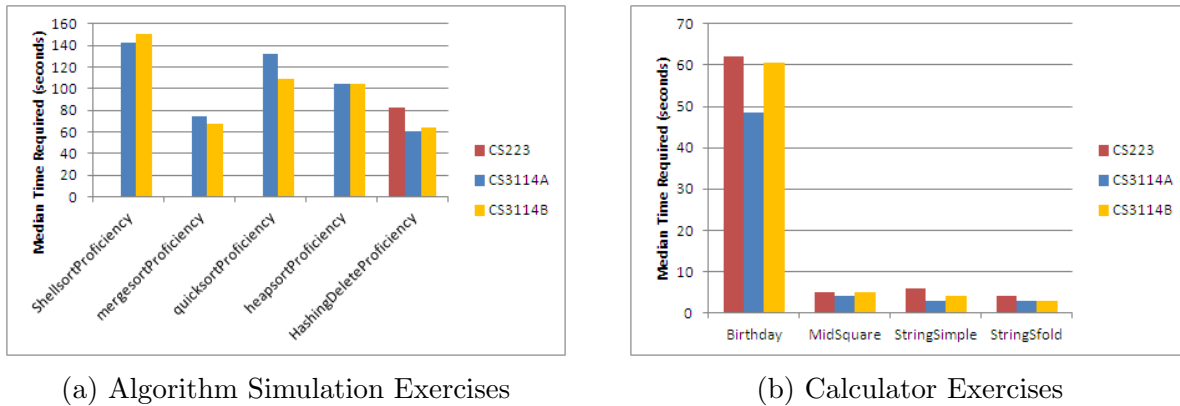 Median Time Required (seconds)
160
140
120
100
80
60
40
20
0
ShellsortProficiency
mergesortProficiency
quicksortProficiency
heapsortProficiency
HashingDeleteProficiency
CS223
CS3114A
CS3114B
(a) Algorithm Simulation Exercises
Median Time Required (seconds)
70
60
50
40
30
20
10
0
Birthday MidSquare StringSimple StringSfold
CS223
CS3114A
CS3114B
(b) Calculator Exercises